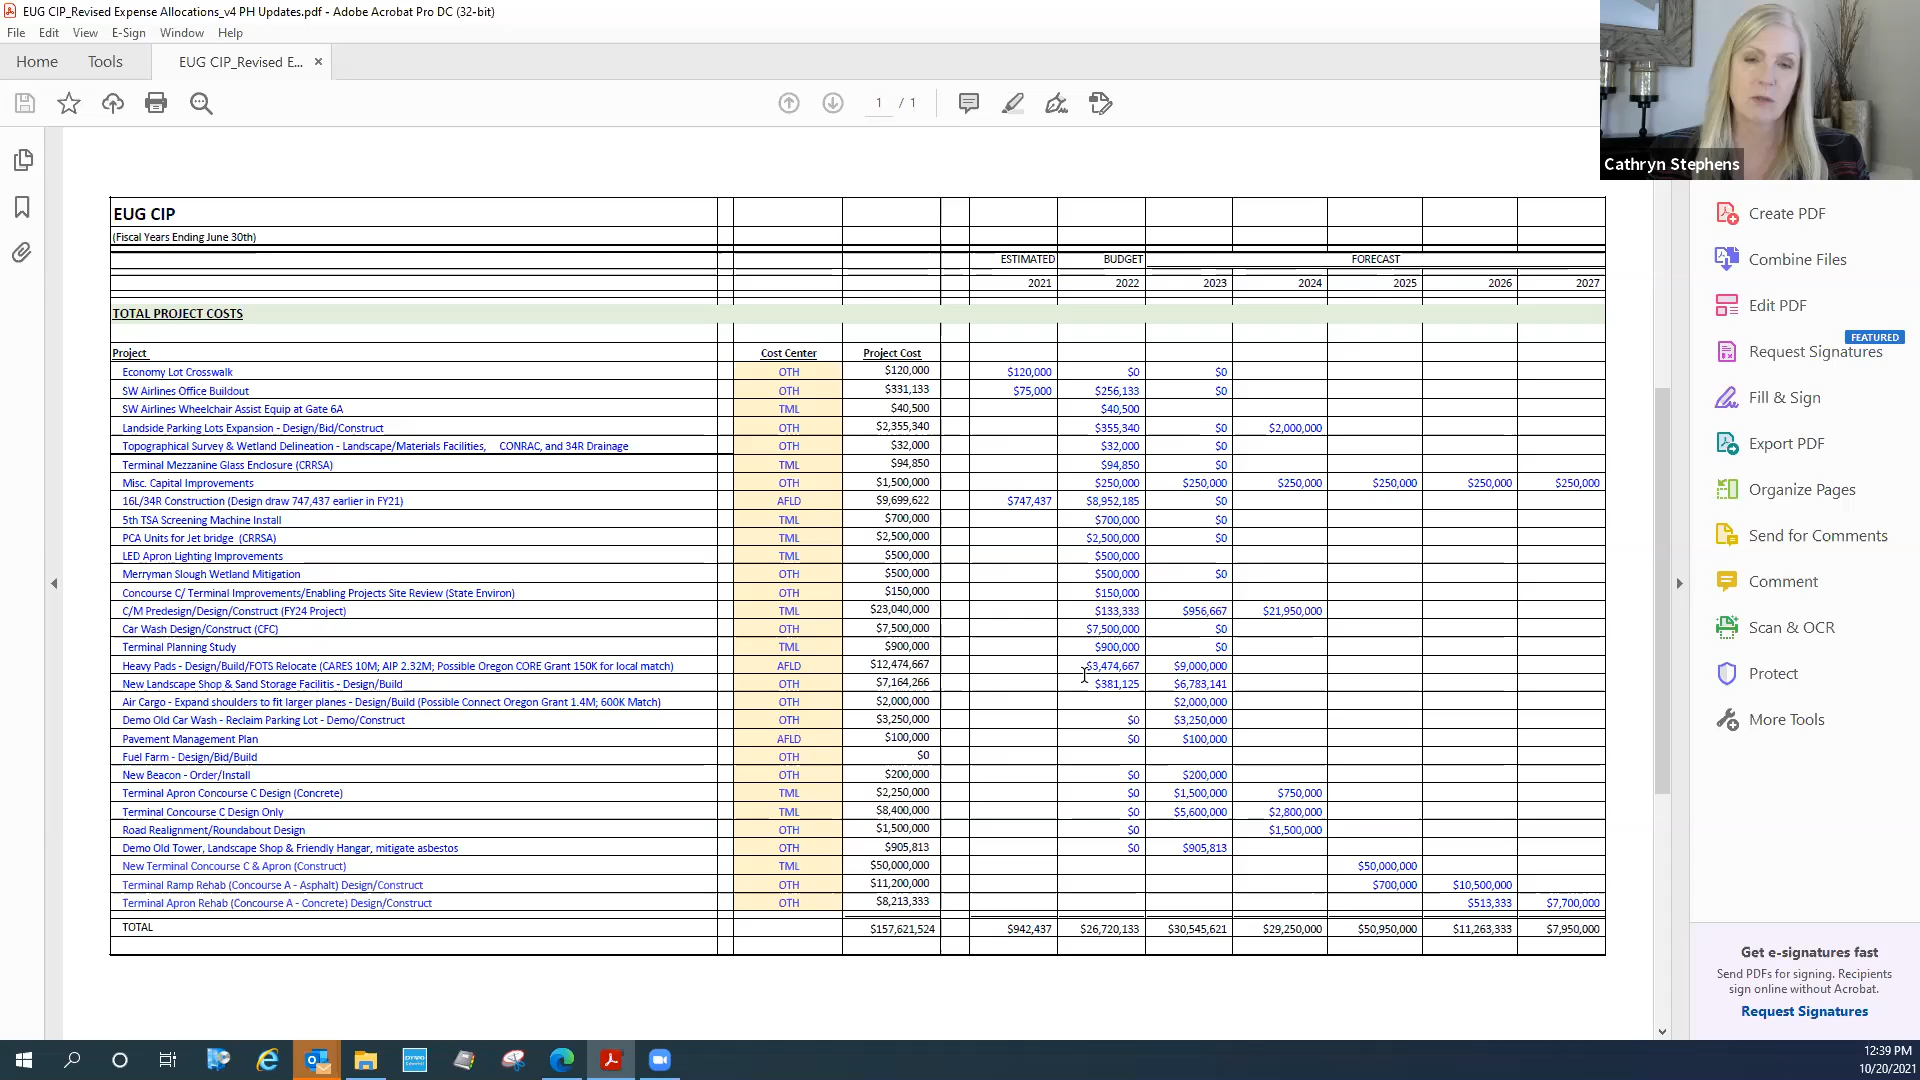 EUG CIP_Revised Expense Allocations_v4 PH Updates.pdf - Adobe Acrobat Pro DC (32-bit)
File Edit View E-Sign Window Help
Home Tools EUG CIP_Revised E... ×
1 / 1
Cathryn Stephens
EUG CIP
(Fiscal Years Ending June 30th)
ESTIMATED BUDGET FORECAST
2021 2022 2023 2024 2025 2026 2027
TOTAL PROJECT COSTS
Project Cost Center Project Cost
Economy Lot Crosswalk OTH $120,000 $120,000 $0 $0
SW Airlines Office Buildout OTH $331,133 $75,000 $256,133 $0
SW Airlines Wheelchair Assist Equip at Gate 6A TML $40,500 $40,500
Landside Parking Lots Expansion - Design/Bid/Construct OTH $2,355,340 $355,340 $0 $2,000,000
Topographical Survey & Wetland Delineation - Landscape/Materials Facilities, CONRAC, and 34R Drainage OTH $32,000 $32,000 $0
Terminal Mezzanine Glass Enclosure (CRRSA) TML $94,850 $94,850 $0
Misc. Capital Improvements OTH $1,500,000 $250,000 $250,000 $250,000 $250,000 $250,000 $250,000
16L/34R Construction (Design draw 747,437 earlier in FY21) AFLD $9,699,622 $747,437 $8,952,185 $0
5th TSA Screening Machine Install TML $700,000 $700,000 $0
PCA Units for Jet bridge (CRRSA) TML $2,500,000 $2,500,000 $0
LED Apron Lighting Improvements TML $500,000 $500,000
Merryman Slough Wetland Mitigation OTH $500,000 $500,000 $0
Concourse C/ Terminal Improvements/Enabling Projects Site Review (State Environ) OTH $150,000 $150,000
C/M Predesign/Design/Construct (FY24 Project) TML $23,040,000 $133,333 $956,667 $21,950,000
Car Wash Design/Construct (CFC) OTH $7,500,000 $7,500,000 $0
Terminal Planning Study TML $900,000 $900,000 $0
Heavy Pads - Design/Build/FOTS Relocate (CARES 10M; AIP 2.32M; Possible Oregon CORE Grant 150K for local match) AFLD $12,474,667 $3,474,667 $9,000,000
New Landscape Shop & Sand Storage Facilitis - Design/Build OTH $7,164,266 $381,125 $6,783,141
Air Cargo - Expand shoulders to fit larger planes - Design/Build (Possible Connect Oregon Grant 1.4M; 600K Match) OTH $2,000,000 $2,000,000
Demo Old Car Wash - Reclaim Parking Lot - Demo/Construct OTH $3,250,000 $0 $3,250,000
Pavement Management Plan AFLD $100,000 $0 $100,000
Fuel Farm - Design/Bid/Build OTH $0
New Beacon - Order/Install OTH $200,000 $0 $200,000
Terminal Apron Concourse C Design (Concrete) TML $2,250,000 $0 $1,500,000 $750,000
Terminal Concourse C Design Only TML $8,400,000 $0 $5,600,000 $2,800,000
Road Realignment/Roundabout Design OTH $1,500,000 $0 $1,500,000
Demo Old Tower, Landscape Shop & Friendly Hangar, mitigate asbestos OTH $905,813 $0 $905,813
New Terminal Concourse C & Apron (Construct) TML $50,000,000 $50,000,000
Terminal Ramp Rehab (Concourse A - Asphalt) Design/Construct OTH $11,200,000 $700,000 $10,500,000
Terminal Apron Rehab (Concourse A - Concrete) Design/Construct OTH $8,213,333 $513,333 $7,700,000
TOTAL $157,621,524 $942,437 $26,720,133 $30,545,621 $29,250,000 $50,950,000 $11,263,333 $7,950,000
Create PDF
Combine Files
Edit PDF
FEATURED
Request Signatures
Fill & Sign
Export PDF
Organize Pages
Send for Comments
Comment
Scan & OCR
Protect
More Tools
Get e-signatures fast
Send PDFs for signing. Recipients
sign online without Acrobat.
Request Signatures
12:39 PM
10/20/2021